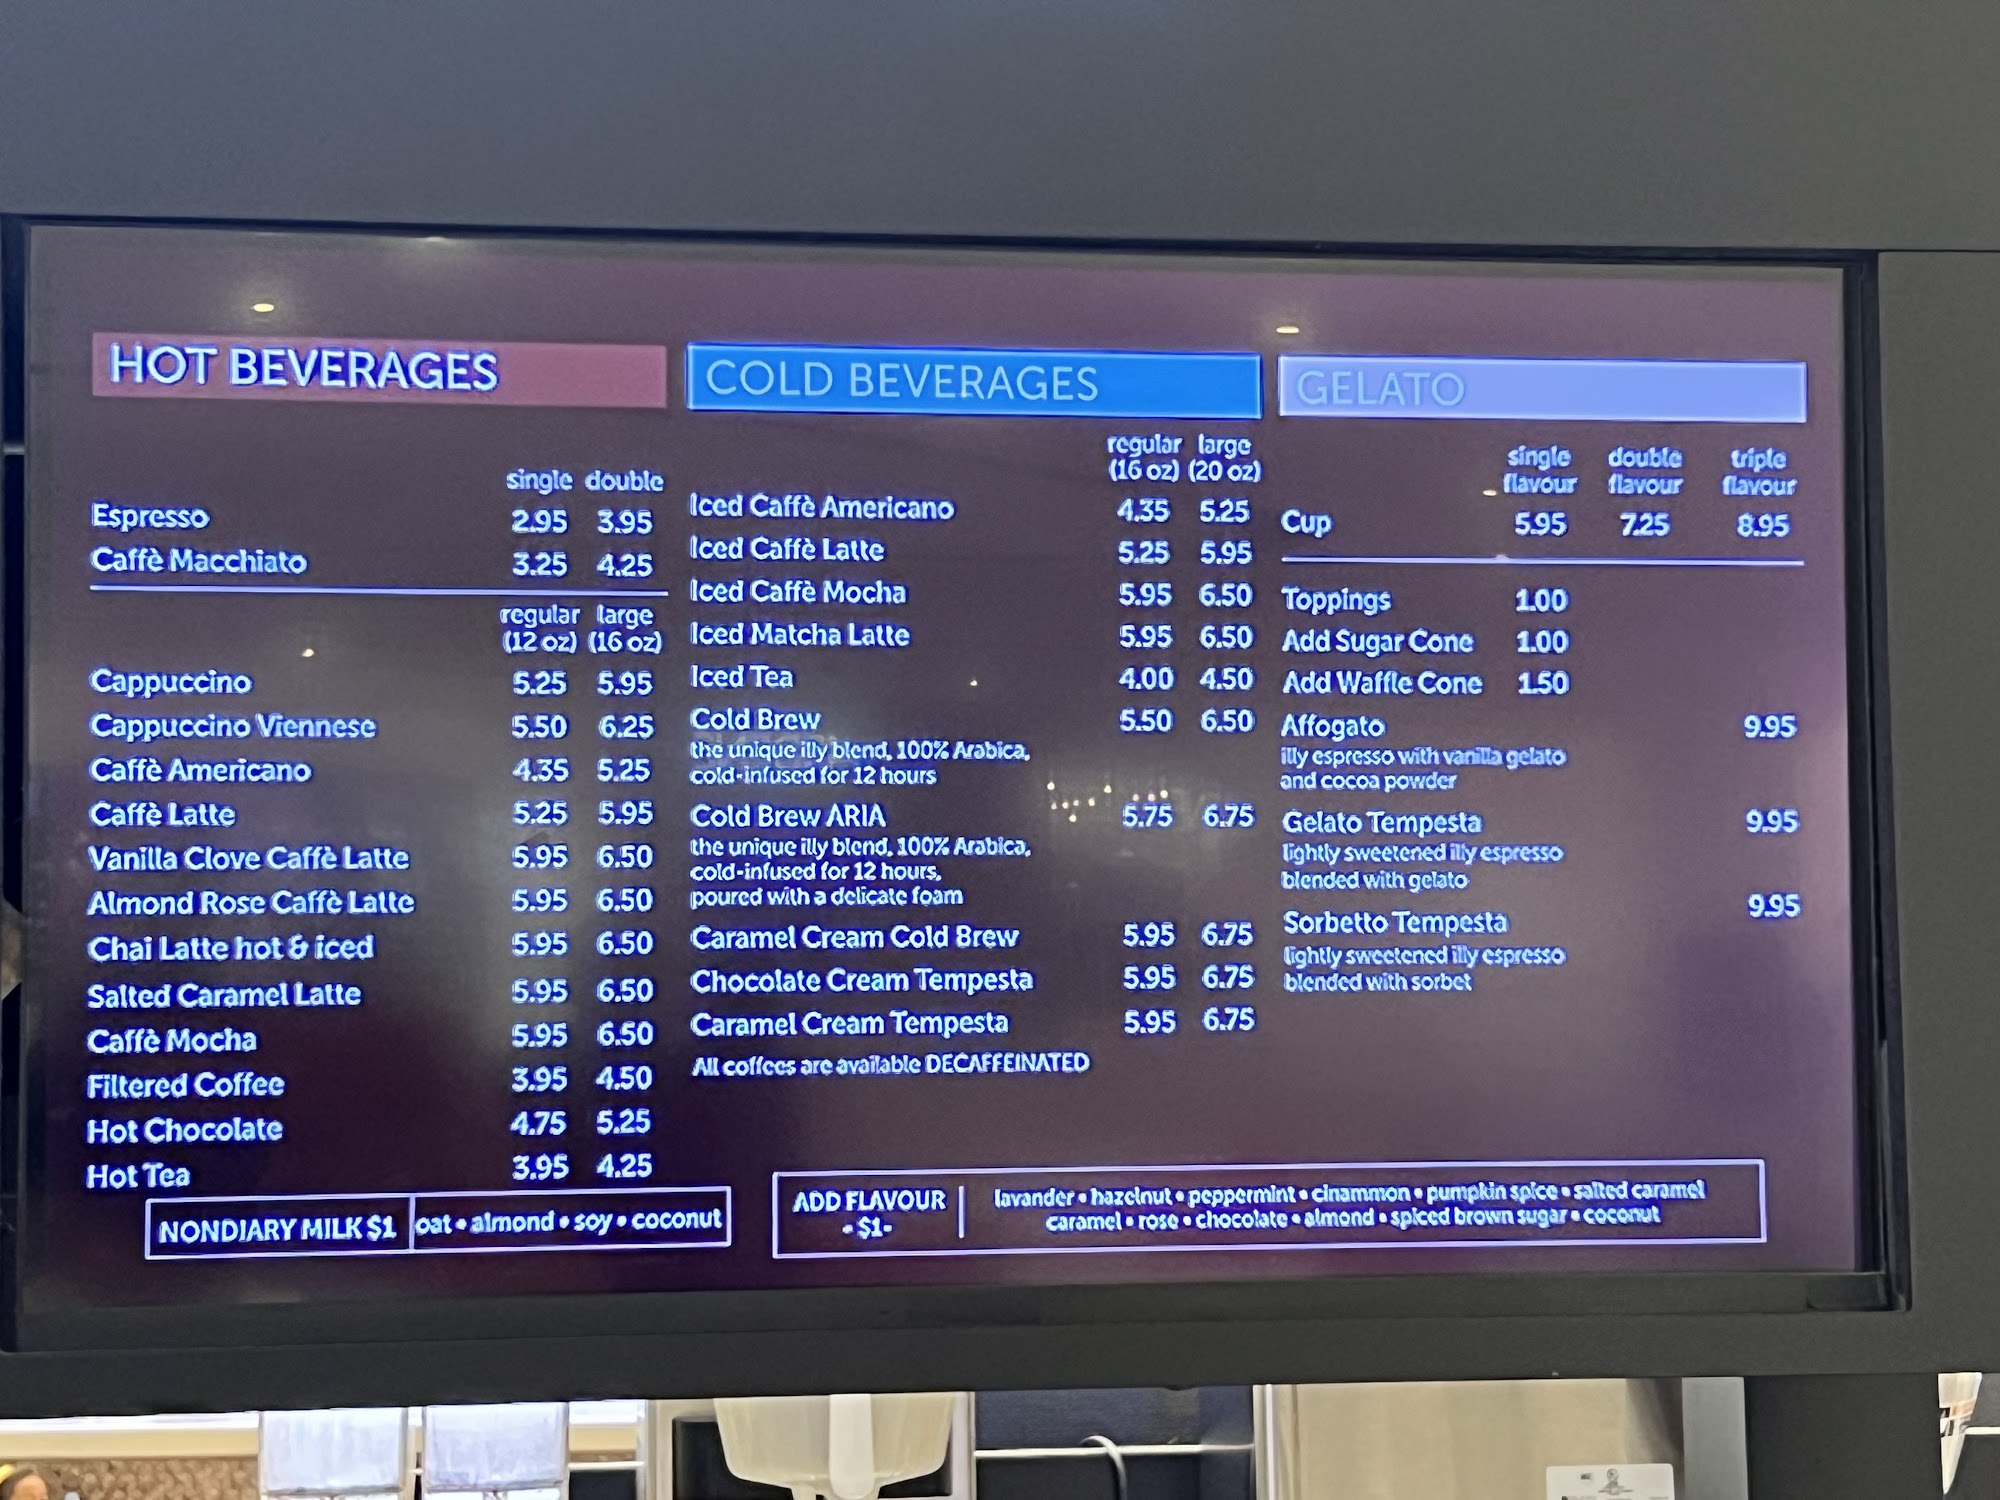 HOT BEVERAGES
single double
Espresso 2.95 3.95
Caffè Macchiato 3.25 4.25
regular large
(12 oz) (16 oz)
Cappuccino 5.25 5.95
Cappuccino Viennese 5.50 6.25
Caffè Americano 4.35 5.25
Caffè Latte 5.25 5.95
Vanilla Clove Caffè Latte 5.95 6.50
Almond Rose Caffè Latte 5.95 6.50
Chai Latte hot & iced 5.95 6.50
Salted Caramel Latte 5.95 6.50
Caffè Mocha 5.95 6.50
Filtered Coffee 3.95 4.50
Hot Chocolate 4.75 5.25
Hot Tea 3.95 4.25
NONDIARY MILK $1 oat • almond • soy • coconut
COLD BEVERAGES
regular large
(16 oz) (20 oz)
Iced Caffè Americano 4.35 5.25
Iced Caffè Latte 5.25 5.95
Iced Caffè Mocha 5.95 6.50
Iced Matcha Latte 5.95 6.50
Iced Tea 4.00 4.50
Cold Brew 5.50 6.50
the unique illy blend, 100% Arabica,
cold-infused for 12 hours
Cold Brew ARIA 5.75 6.75
the unique illy blend, 100% Arabica,
cold-infused for 12 hours,
poured with a delicate foam
Caramel Cream Cold Brew 5.95 6.75
Chocolate Cream Tempesta 5.95 6.75
Caramel Cream Tempesta 5.95 6.75
All coffees are available DECAFFEINATED
GELATO
single double triple
flavour flavour flavour
Cup 5.95 7.25 8.95
Toppings 1.00
Add Sugar Cone 1.00
Add Waffle Cone 1.50
Affogato 9.95
illy espresso with vanilla gelato
and cocoa powder
Gelato Tempesta 9.95
lightly sweetened illy espresso
blended with gelato
Sorbetto Tempesta 9.95
lightly sweetened illy espresso
blended with sorbet
ADD FLAVOUR
- $1-
lavander • hazelnut • peppermint • cinammon • pumpkin spice • salted caramel
caramel • rose • chocolate • almond • spiced brown sugar • coconut